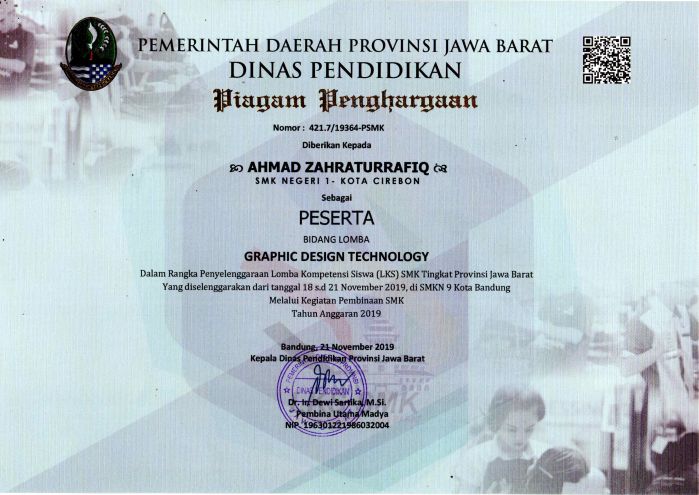 PEMERINTAH DAERAH PROVINSI JAWA BARAT
DINAS PENDIDIKAN
Piagam Penghargaan
Nomor : 421.7/19364-PSMK
Diberikan Kepada
AHMAD ZAHRATURRAFIQ
SMK NEGERI 1- KOTA CIREBON
Sebagai
PESERTA
BIDANG LOMBA
GRAPHIC DESIGN TECHNOLOGY
Dalam Rangka Penyelenggaraan Lomba Kompetensi Siswa (LKS) SMK Tingkat Provinsi Jawa Barat
Yang diselenggarakan dari tanggal 18 s.d 21 November 2019, di SMKN 9 Kota Bandung
Melalui Kegiatan Pembinaan SMK
Tahun Anggaran 2019
Bandung, 21 November 2019
Kepala Dinas Pendidikan Provinsi Jawa Barat
DINAS PENDIDIKAN
Dr. Ir. Dewi Sartika, M.Si.
Pembina Utama Madya
NIP. 196301221986032004